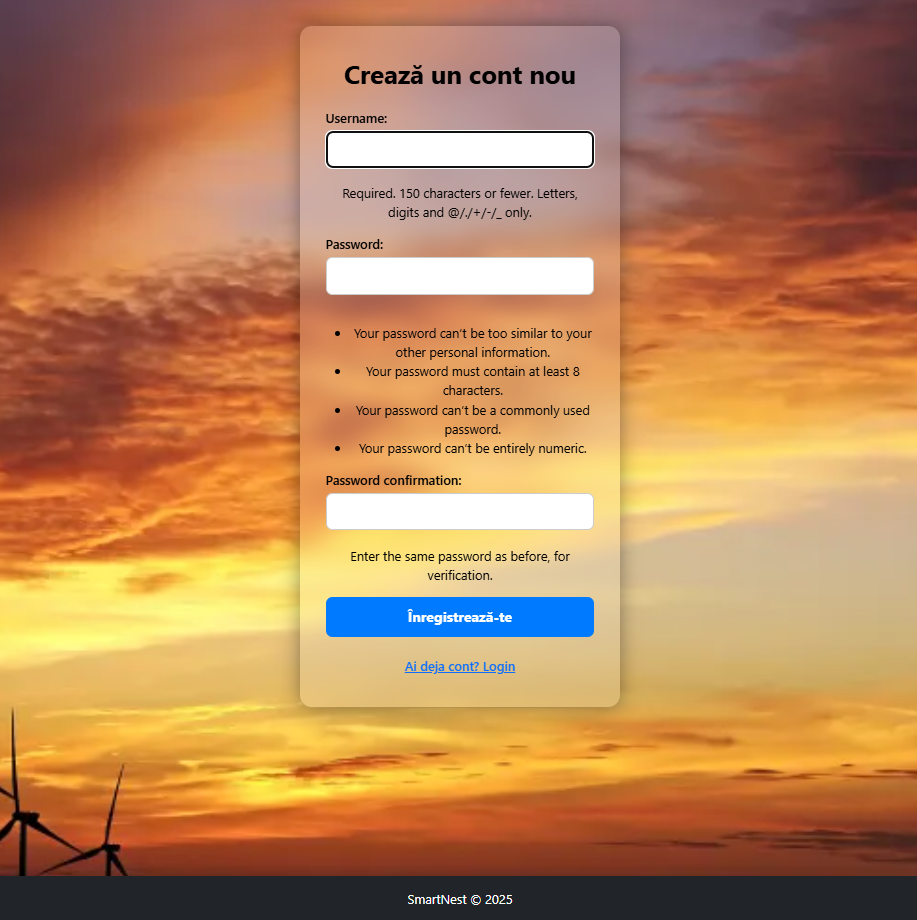 Crează un cont nou
Username:
Required. 150 characters or fewer. Letters,
digits and @/./+/-/_ only.
Password:
Your password can't be too similar to your
other personal information.
Your password must contain at least 8
characters.
Your password can't be a commonly used
password.
Your password can't be entirely numeric.
Password confirmation:
Enter the same password as before, for
verification.
Înregistrează-te
Ai deja cont? Login
SmartNest © 2025